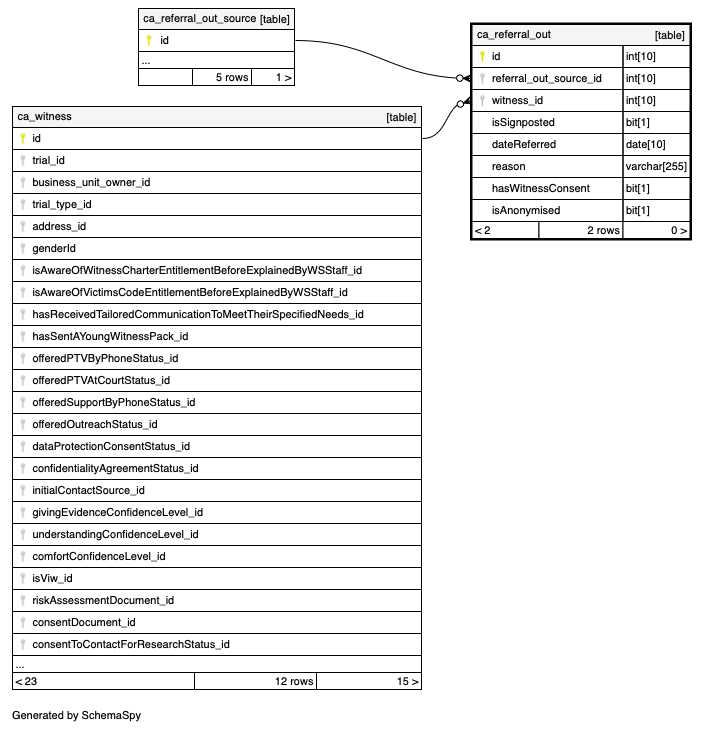 ca_referral_out_source [table]
id
...
5 rows 1 >
ca_referral_out [table]
id int[10]
referral_out_source_id int[10]
witness_id int[10]
isSignposted bit[1]
dateReferred date[10]
reason varchar[255]
hasWitnessConsent bit[1]
isAnonymised bit[1]
< 2 2 rows 0 >
ca_witness [table]
id
trial_id
business_unit_owner_id
trial_type_id
address_id
genderId
isAwareOfWitnessCharterEntitlementBeforeExplainedByWSStaff_id
isAwareOfVictimsCodeEntitlementBeforeExplainedByWSStaff_id
hasReceivedTailoredCommunicationToMeetTheirSpecifiedNeeds_id
hasSentAYoungWitnessPack_id
offeredPTVByPhoneStatus_id
offeredPTVAtCourtStatus_id
offeredSupportByPhoneStatus_id
offeredOutreachStatus_id
dataProtectionConsentStatus_id
confidentialityAgreementStatus_id
initialContactSource_id
givingEvidenceConfidenceLevel_id
understandingConfidenceLevel_id
comfortConfidenceLevel_id
isViw_id
riskAssessmentDocument_id
consentDocument_id
consentToContactForResearchStatus_id
...
< 23 12 rows 15 >
Generated by SchemaSpy